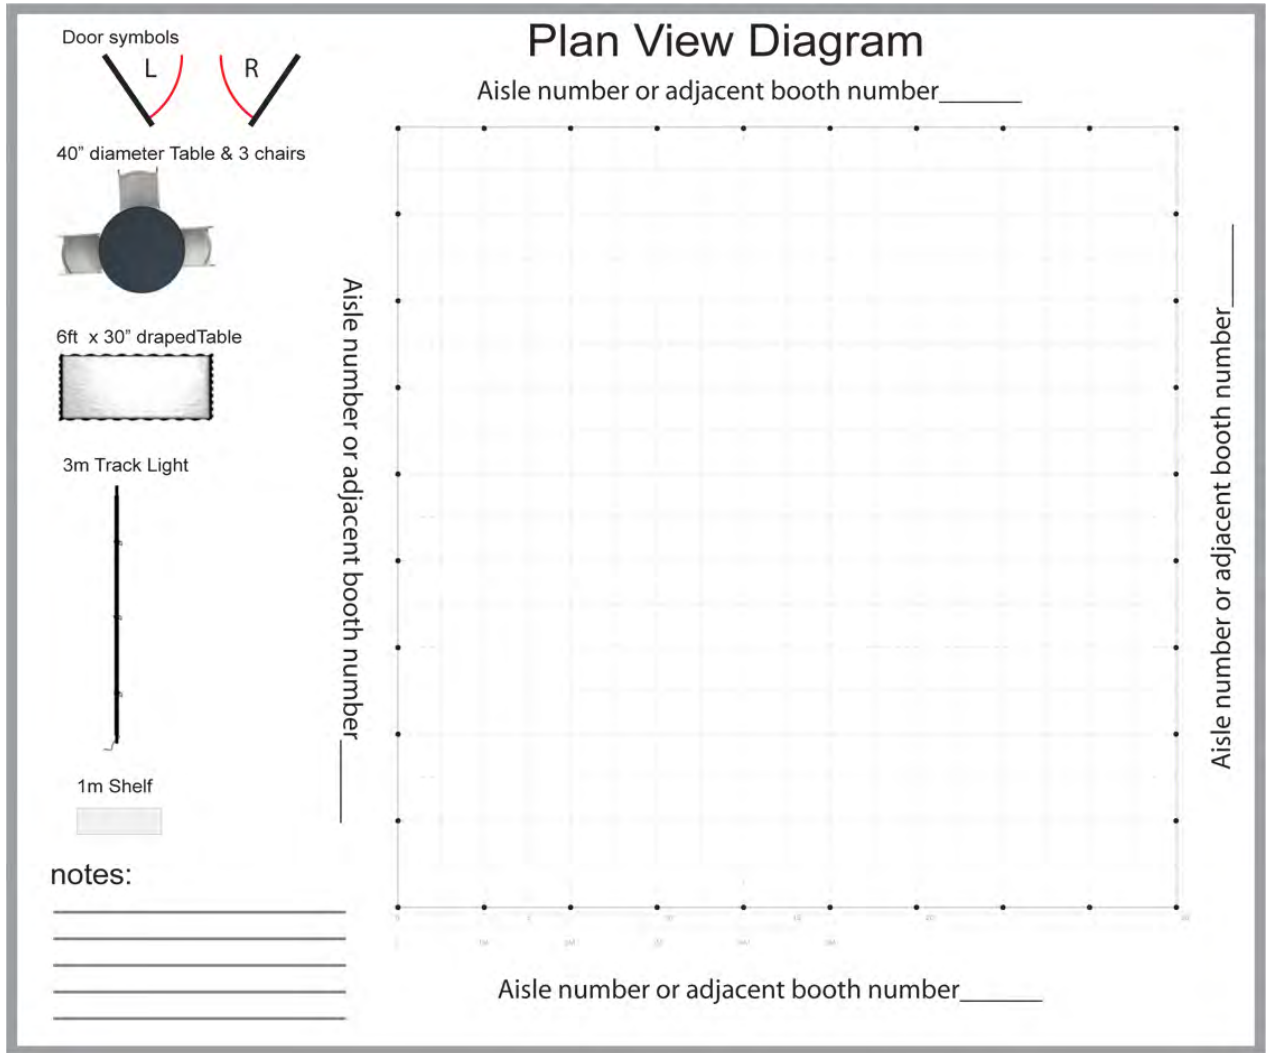 Door symbols
L
R
Plan View Diagram
Aisle number or adjacent booth number______
40” diameter Table & 3 chairs
6ft  x 30” drapedTable
3m Track Light
1m Shelf
notes:
Aisle number or adjacent booth number______
Aisle number or adjacent booth number______
Aisle number or adjacent booth number______